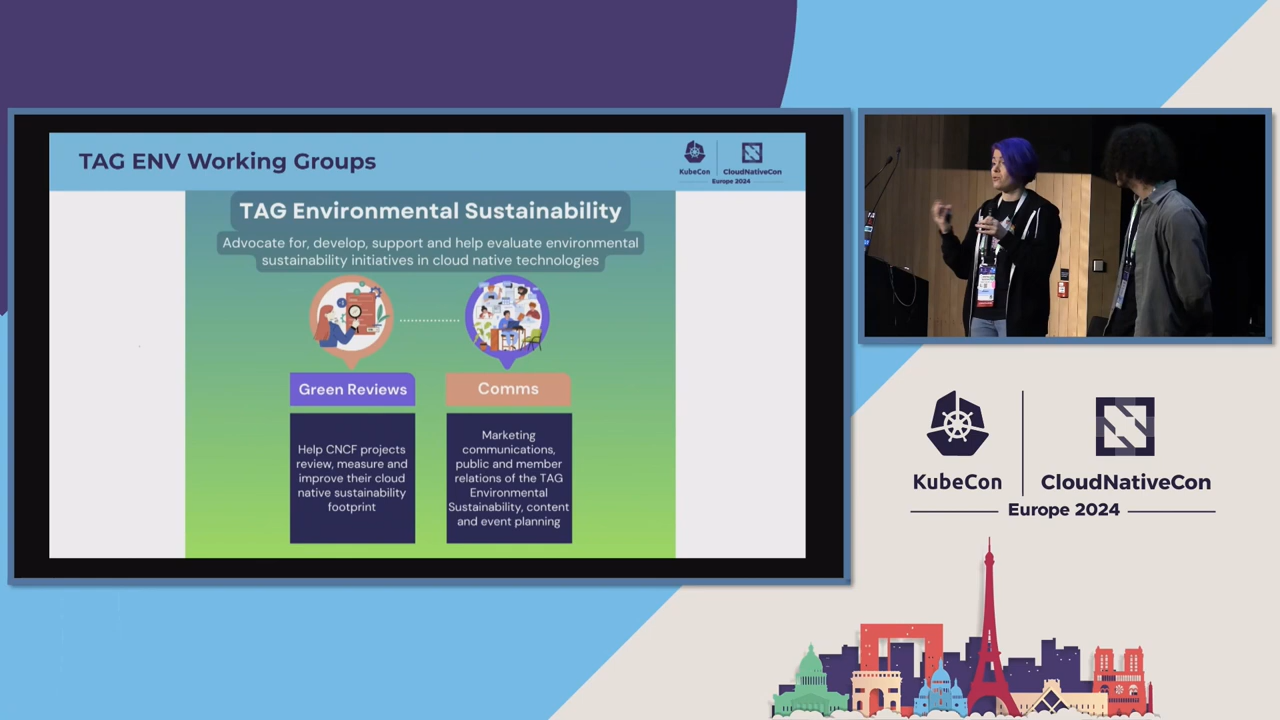 TAG ENV Working Groups
KubeCon
CloudNativeCon
Europe 2024
TAG Environmental Sustainability
Advocate for, develop, support and help evaluate environmental
sustainability initiatives in cloud native technologies
Green Reviews
Help CNCF projects
review, measure and
improve their cloud
native sustainability
footprint
Comms
Marketing
communications,
public and member
relations of the TAG
Environmental
Sustainability, content
and event planning
KubeCon
CloudNativeCon
Europe 2024